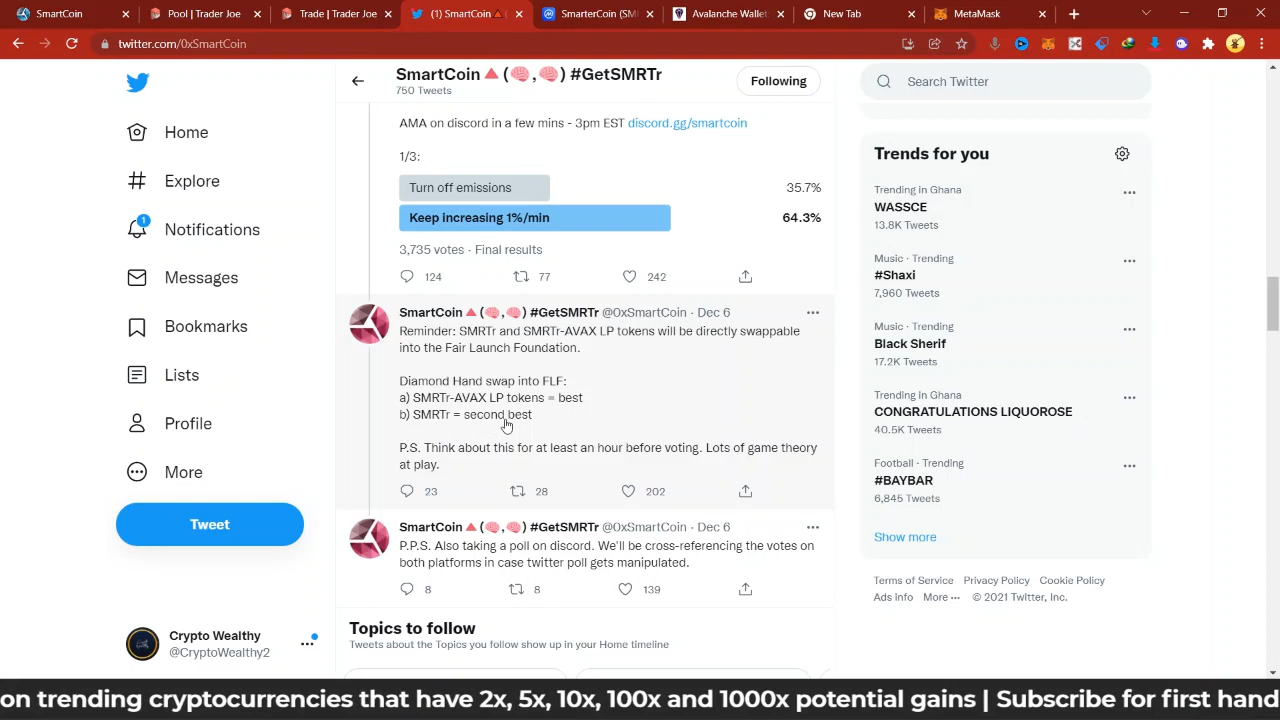 SmartCoin
Pool | Trader Joe
Trade | Trader Joe
(1) SmartCoin
SmarterCoin (SM
Avalanche Wallet
New Tab
MetaMask
twitter.com/0xSmartCoin
Home
Explore
1
Notifications
Messages
Bookmarks
Lists
Profile
More
Tweet
Crypto Wealthy
@CryptoWealthy2
SmartCoin🔺(🧠,🧠) #GetSMRTr
750 Tweets
Following
AMA on discord in a few mins - 3pm EST discord.gg/smartcoin
1/3:
Turn off emissions 35.7%
Keep increasing 1%/min 64.3%
3,735 votes · Final results
124 77 242
SmartCoin🔺(🧠,🧠) #GetSMRTr @0xSmartCoin · Dec 6
Reminder: SMRTr and SMRTr-AVAX LP tokens will be directly swappable
into the Fair Launch Foundation.
Diamond Hand swap into FLF:
a) SMRTr-AVAX LP tokens = best
b) SMRTr = second best
P.S. Think about this for at least an hour before voting. Lots of game theory
at play.
23 28 202
SmartCoin🔺(🧠,🧠) #GetSMRTr @0xSmartCoin · Dec 6
P.P.S. Also taking a poll on discord. We'll be cross-referencing the votes on
both platforms in case twitter poll gets manipulated.
8 8 139
Topics to follow
Tweets about the Topics you follow show up in your Home timeline
Search Twitter
Trends for you
Trending in Ghana
WASSCE
13.8K Tweets
Music · Trending
#Shaxi
7,960 Tweets
Music · Trending
Black Sherif
17.2K Tweets
Trending in Ghana
CONGRATULATIONS LIQUOROSE
40.5K Tweets
Football · Trending
#BAYBAR
6,845 Tweets
Show more
Terms of Service Privacy Policy Cookie Policy
Ads Info More ··· © 2021 Twitter, Inc.
on trending cryptocurrencies that have 2x, 5x, 10x, 100x and 1000x potential gains | Subscribe for first hand